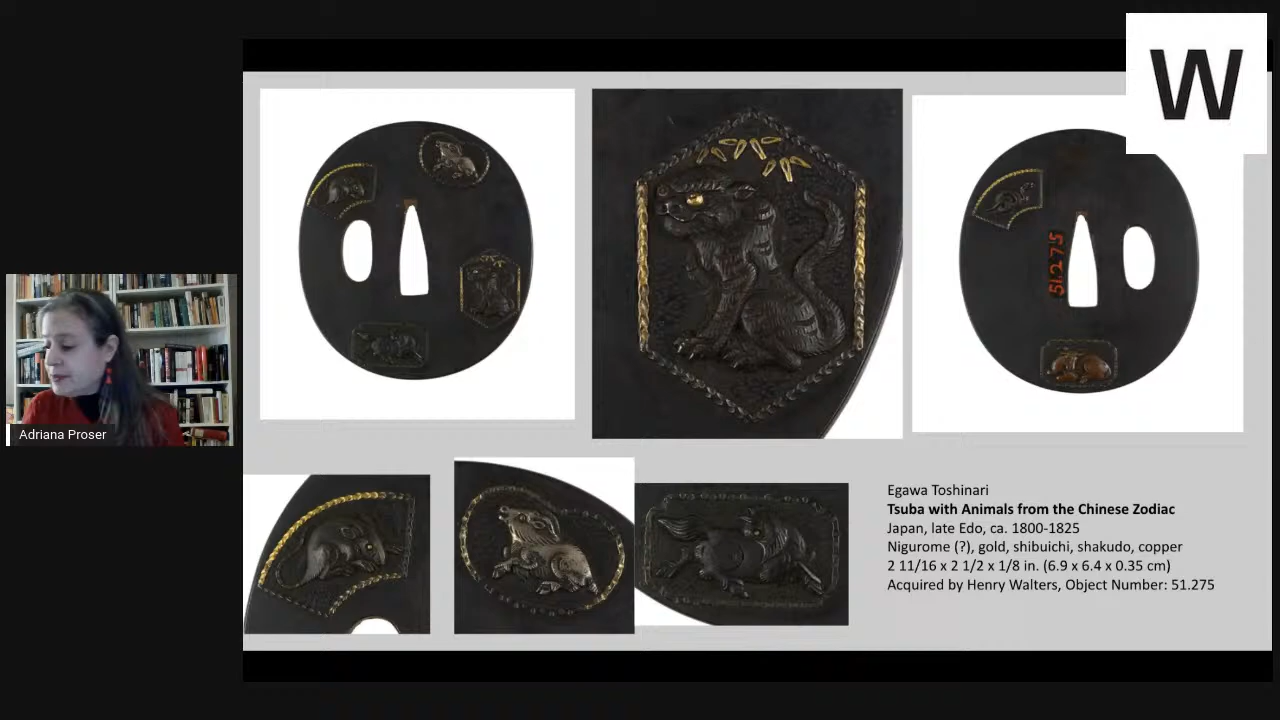 W
51.275
Adriana Proser
Egawa Toshinari
Tsuba with Animals from the Chinese Zodiac
Japan, late Edo, ca. 1800-1825
Nigurome (?), gold, shibuichi, shakudo, copper
2 11/16 x 2 1/2 x 1/8 in. (6.9 x 6.4 x 0.35 cm)
Acquired by Henry Walters, Object Number: 51.275